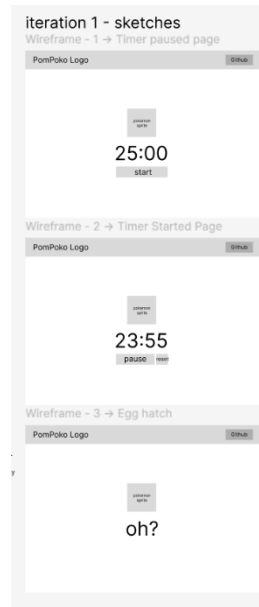 iteration 1 - sketches
Wireframe - 1 → Timer paused page
PomPoko Logo Github
pokemon sprite
25:00
start
Wireframe - 2 → Timer Started Page
PomPoko Logo Github
pokemon sprite
23:55
pause reset
Wireframe - 3 → Egg hatch
PomPoko Logo Github
y
pokemon sprite
oh?